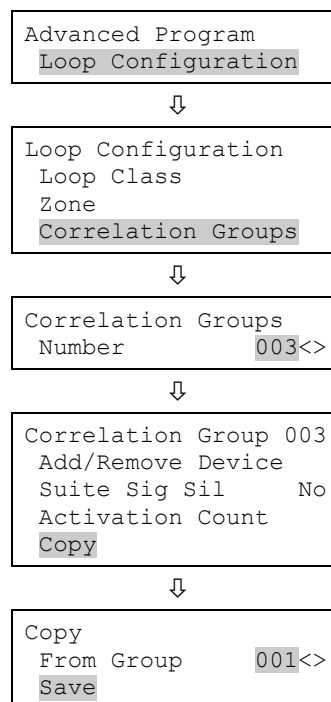 Advanced Program
Loop Configuration
⇩
Loop Configuration
Loop Class
Zone
Correlation Groups
⇩
Correlation Groups
Number 003<>
⇩
Correlation Group 003
Add/Remove Device
Suite Sig Sil No
Activation Count
Copy
⇩
Copy
From Group 001<>
Save